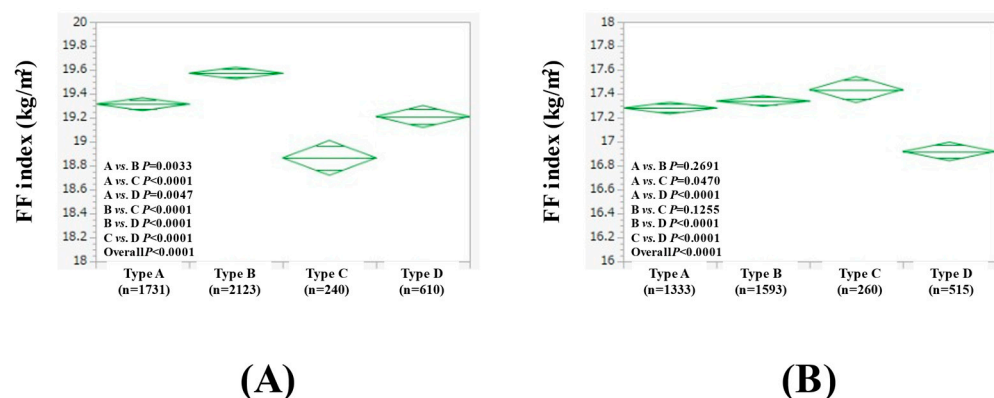 FF index (kg/m²)
20
19.8
19.6
19.4
19.2
19
18.8
18.6
18.4
18.2
18
A vs. B P=0.0033
A vs. C P<0.0001
A vs. D P=0.0047
B vs. C P<0.0001
B vs. D P<0.0001
C vs. D P<0.0001
OverallP<0.0001
Type A Type B Type C Type D
(n=1731) (n=2123) (n=240) (n=610)
(A)
FF index (kg/m²)
18
17.8
17.6
17.4
17.2
17
16.8
16.6
16.4
16.2
16
A vs. B P=0.2691
A vs. C P=0.0470
A vs. D P<0.0001
B vs. C P=0.1255
B vs. D P<0.0001
C vs. D P<0.0001
OverallP<0.0001
Type A Type B Type C Type D
(n=1333) (n=1593) (n=260) (n=515)
(B)